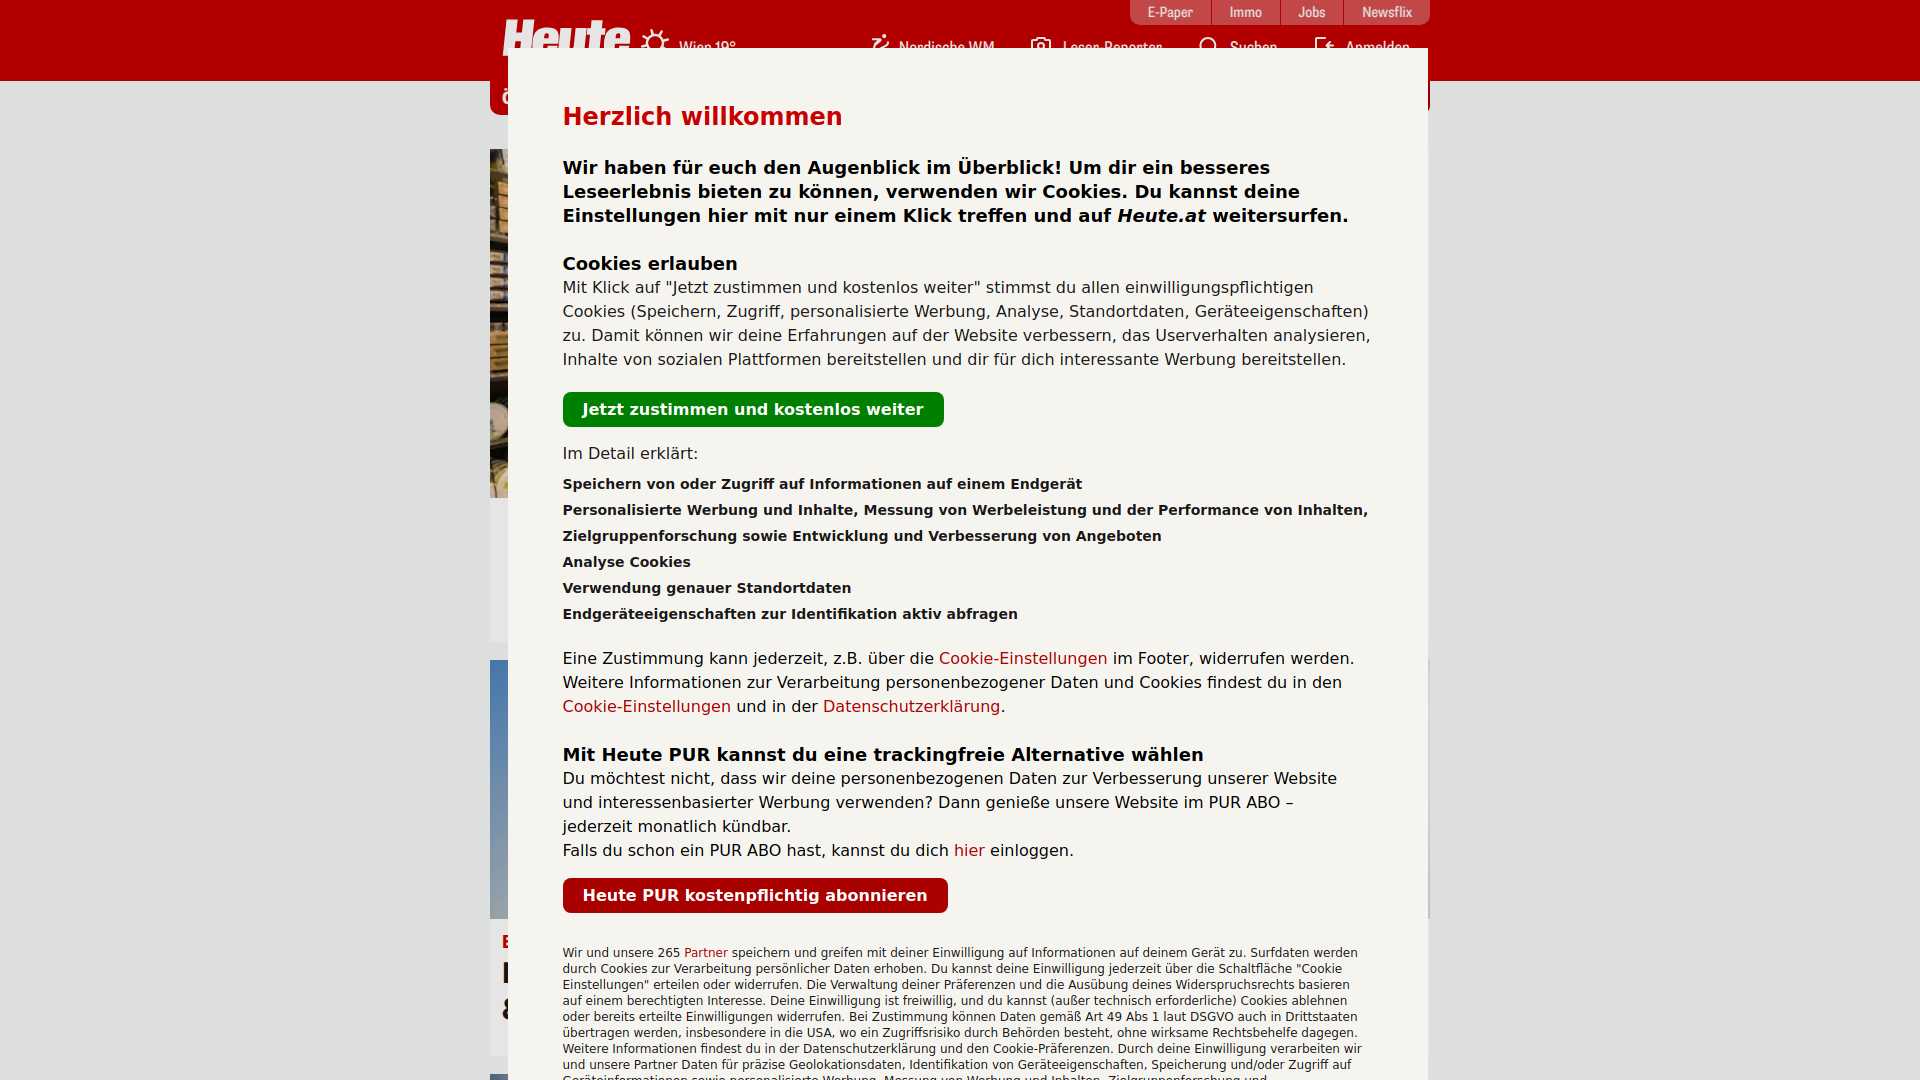 E-Paper
Immo
Jobs
Newsflix
Heute
Wien 19°
Nordische WM
Leser-Reporter
Suchen
Anmelden
Herzlich willkommen
Wir haben für euch den Augenblick im Überblick! Um dir ein besseres
Leseerlebnis bieten zu können, verwenden wir Cookies. Du kannst deine
Einstellungen hier mit nur einem Klick treffen und auf Heute.at weitersurfen.
Cookies erlauben
Mit Klick auf "Jetzt zustimmen und kostenlos weiter" stimmst du allen einwilligungspflichtigen
Cookies (Speichern, Zugriff, personalisierte Werbung, Analyse, Standortdaten, Geräteeigenschaften)
zu. Damit können wir deine Erfahrungen auf der Website verbessern, das Userverhalten analysieren,
Inhalte von sozialen Plattformen bereitstellen und dir für dich interessante Werbung bereitstellen.
Jetzt zustimmen und kostenlos weiter
Im Detail erklärt:
Speichern von oder Zugriff auf Informationen auf einem Endgerät
Personalisierte Werbung und Inhalte, Messung von Werbeleistung und der Performance von Inhalten,
Zielgruppenforschung sowie Entwicklung und Verbesserung von Angeboten
Analyse Cookies
Verwendung genauer Standortdaten
Endgeräteeigenschaften zur Identifikation aktiv abfragen
Eine Zustimmung kann jederzeit, z.B. über die Cookie-Einstellungen im Footer, widerrufen werden.
Weitere Informationen zur Verarbeitung personenbezogener Daten und Cookies findest du in den
Cookie-Einstellungen und in der Datenschutzerklärung.
Mit Heute PUR kannst du eine trackingfreie Alternative wählen
Du möchtest nicht, dass wir deine personenbezogenen Daten zur Verbesserung unserer Website
und interessenbasierter Werbung verwenden? Dann genieße unsere Website im PUR ABO –
jederzeit monatlich kündbar.
Falls du schon ein PUR ABO hast, kannst du dich hier einloggen.
Heute PUR kostenpflichtig abonnieren
Wir und unsere 265 Partner speichern und greifen mit deiner Einwilligung auf Informationen auf deinem Gerät zu. Surfdaten werden
durch Cookies zur Verarbeitung persönlicher Daten erhoben. Du kannst deine Einwilligung jederzeit über die Schaltfläche "Cookie
Einstellungen" erteilen oder widerrufen. Die Verwaltung deiner Präferenzen und die Ausübung deines Widerspruchsrechts basieren
auf einem berechtigten Interesse. Deine Einwilligung ist freiwillig, und du kannst (außer technisch erforderliche) Cookies ablehnen
oder bereits erteilte Einwilligungen widerrufen. Bei Zustimmung können Daten gemäß Art 49 Abs 1 laut DSGVO auch in Drittstaaten
übertragen werden, insbesondere in die USA, wo ein Zugriffsrisiko durch Behörden besteht, ohne wirksame Rechtsbehelfe dagegen.
Weitere Informationen findest du in der Datenschutzerklärung und den Cookie-Präferenzen. Durch deine Einwilligung verarbeiten wir
und unsere Partner Daten für präzise Geolokationsdaten, Identifikation von Geräteeigenschaften, Speicherung und/oder Zugriff auf
Geräteinformationen sowie personalisierte Werbung, Messung von Werbung und Inhalten, Zielgruppenforschung und